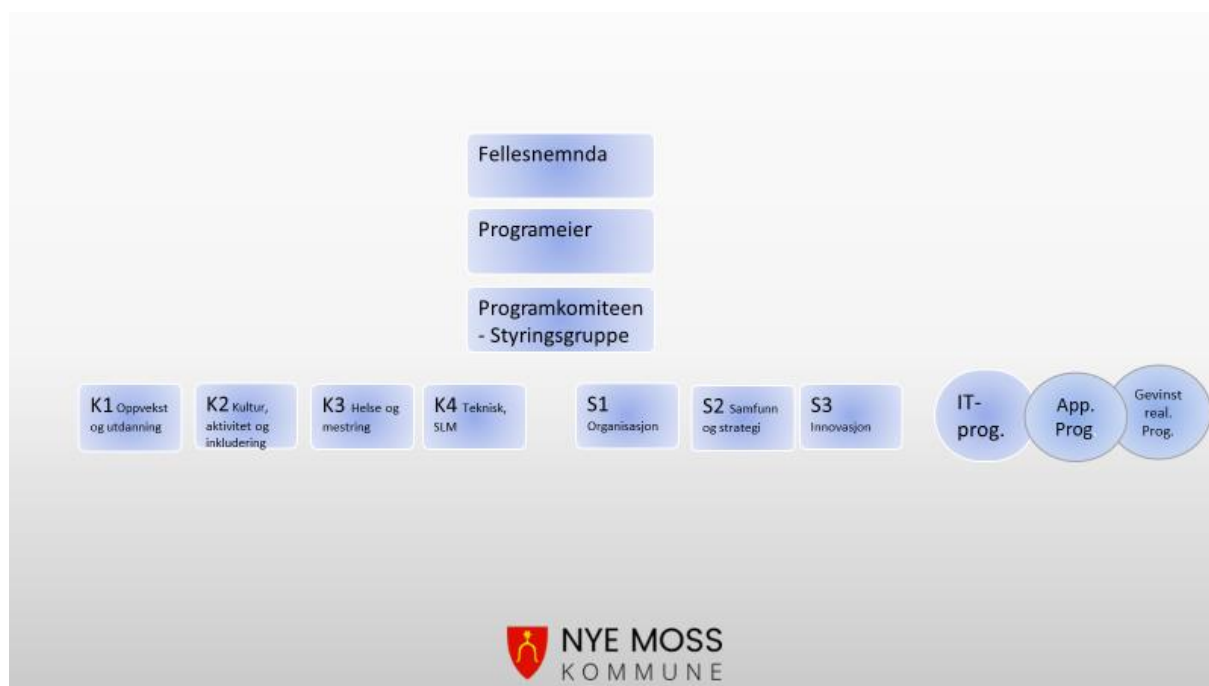 Fellesnemnda
Programeier
Programkomiteen
- Styringsgruppe
K1 Oppvekst
og utdanning
K2 Kultur,
aktivitet og
inkludering
K3 Helse og
mestring
K4 Teknisk,
SLM
S1
Organisasjon
S2 Samfunn
og strategi
S3
Innovasjon
IT-
prog.
App.
Prog
Gevinst
real.
Prog.
NYE MOSS
KOMMUNE